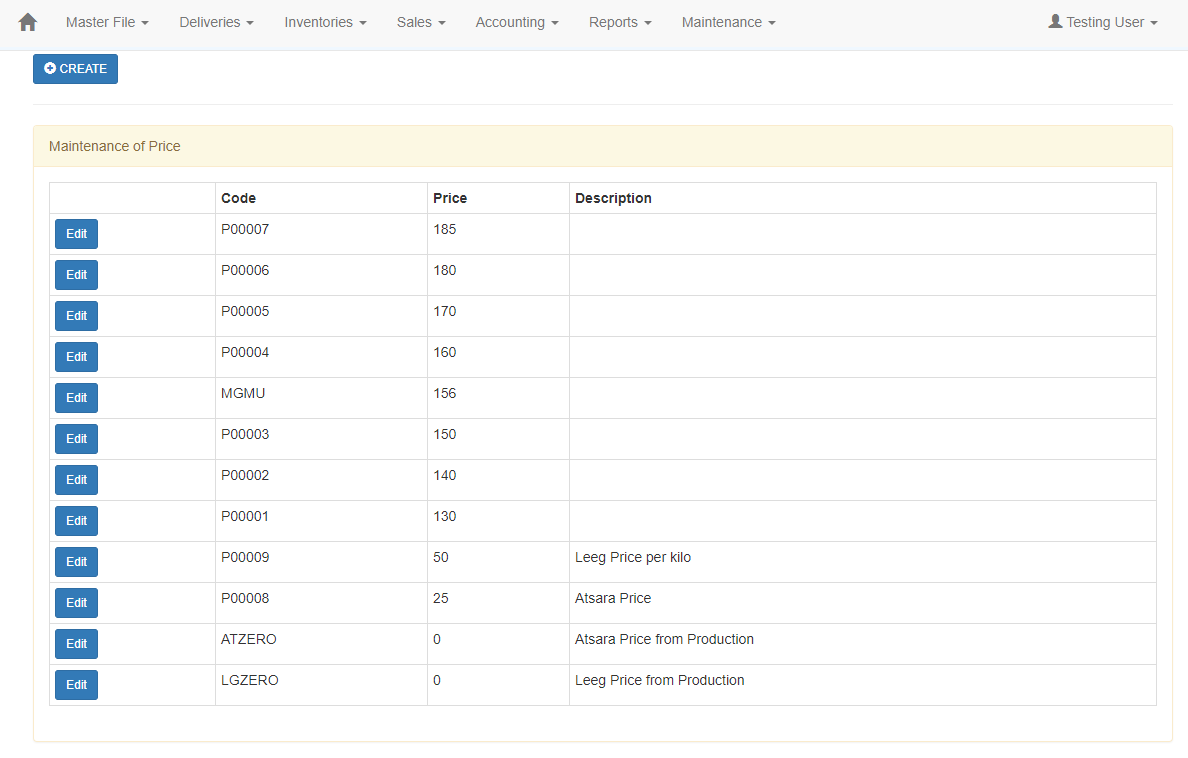 Master File Deliveries Inventories Sales Accounting Reports Maintenance Testing User
CREATE
Maintenance of Price
Code Price Description
Edit P00007 185
Edit P00006 180
Edit P00005 170
Edit P00004 160
Edit MGMU 156
Edit P00003 150
Edit P00002 140
Edit P00001 130
Edit P00009 50 Leeg Price per kilo
Edit P00008 25 Atsara Price
Edit ATZERO 0 Atsara Price from Production
Edit LGZERO 0 Leeg Price from Production